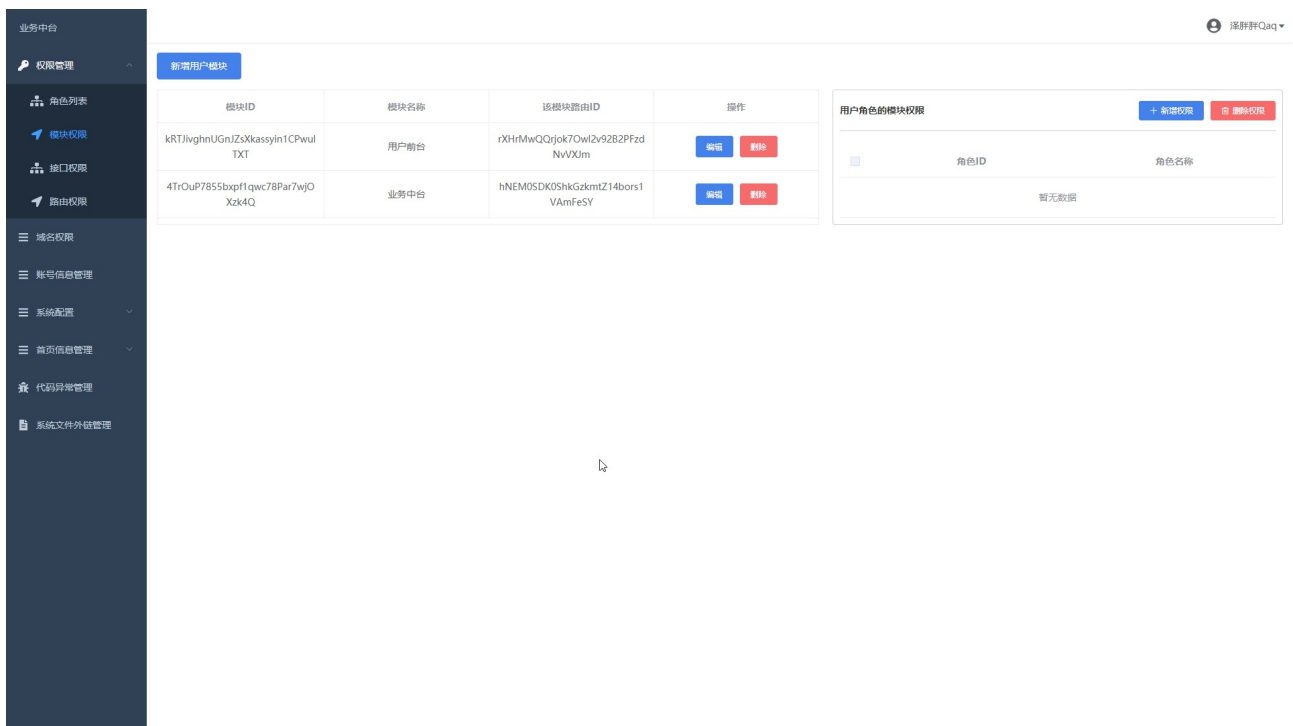 业务中台
泽胖胖Qaq
权限管理
角色列表
模块权限
接口权限
路由权限
域名权限
账号信息管理
系统配置
首页信息管理
代码异常管理
系统文件外链管理
新增用户模块
模块ID 模块名称 该模块路由ID 操作
kRTJivghnUGnJZsXkassyin1CPwul 用户前台 rXHrMwQQrjok7Owl2v92B2PFzd 编辑 删除
TXT NvVXJm
4TrOuP7855bxpf1qwc78Par7wjO 业务中台 hNEM0SDK0ShkGzkmtZ14bors1 编辑 删除
Xzk4Q VAmFeSY
用户角色的模块权限 + 新增权限 删除权限
角色ID 角色名称
暂无数据